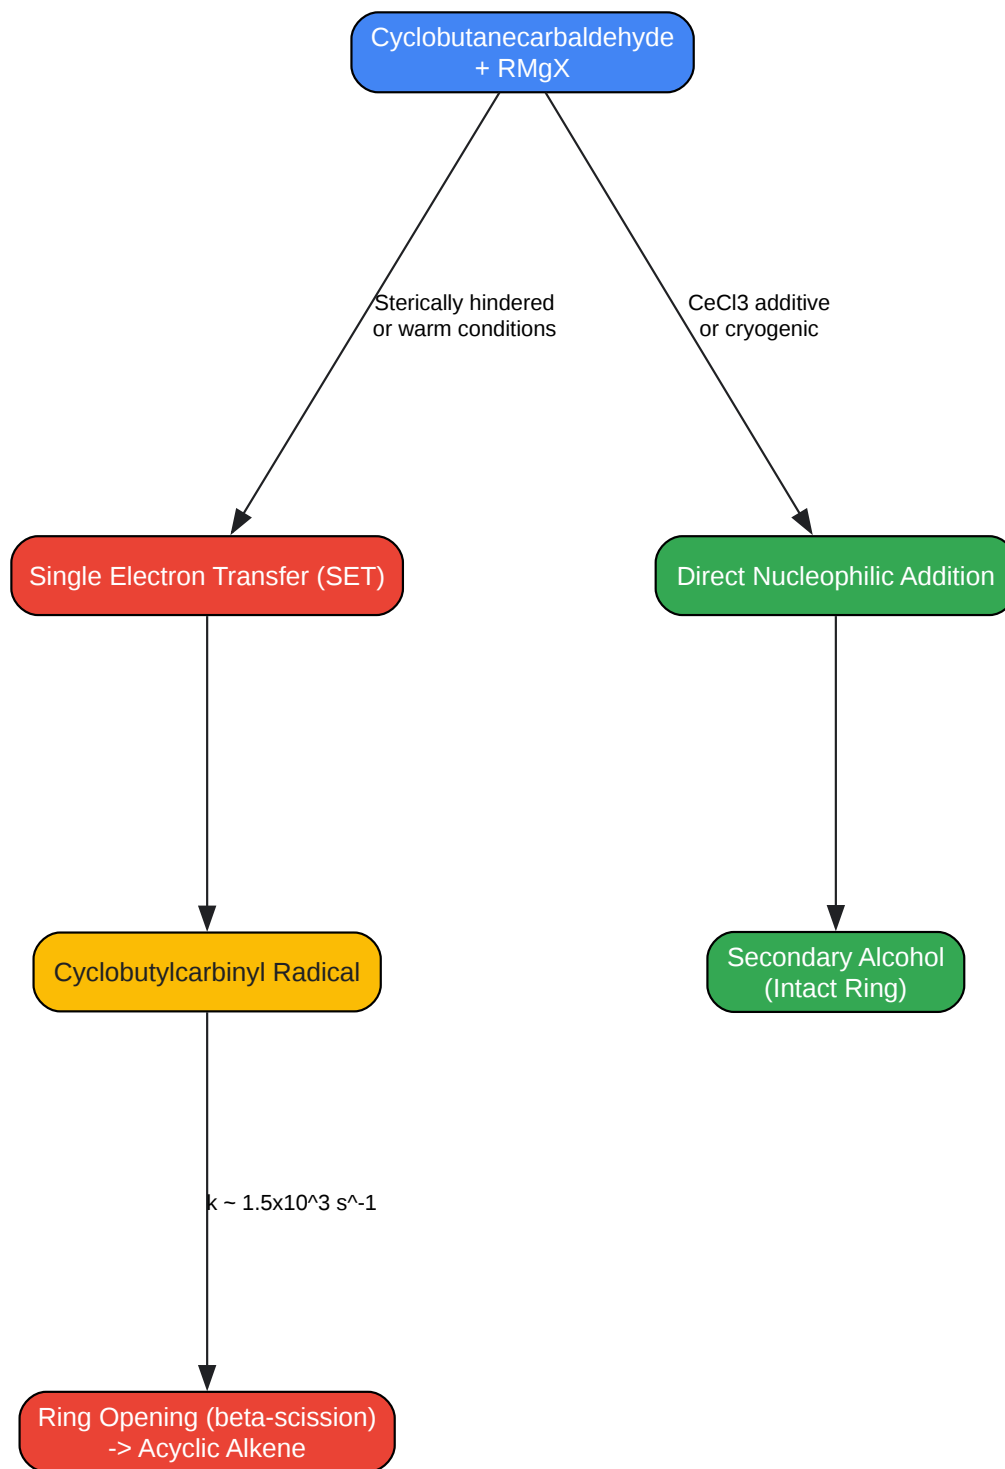 Cyclobutanecarbaldehyde
+ RMgX
Sterically hindered
or warm conditions
CeCl3 additive
or cryogenic
Single Electron Transfer (SET)
Direct Nucleophilic Addition
Cyclobutylcarbinyl Radical
Secondary Alcohol
(Intact Ring)
k ~ 1.5x10^3 s^-1
Ring Opening (beta-scission)
-> Acyclic Alkene